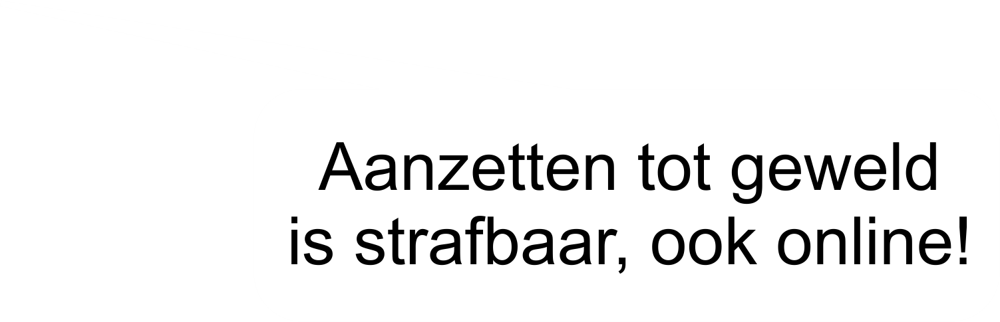 Aanzetten tot geweld
is strafbaar, ook online!